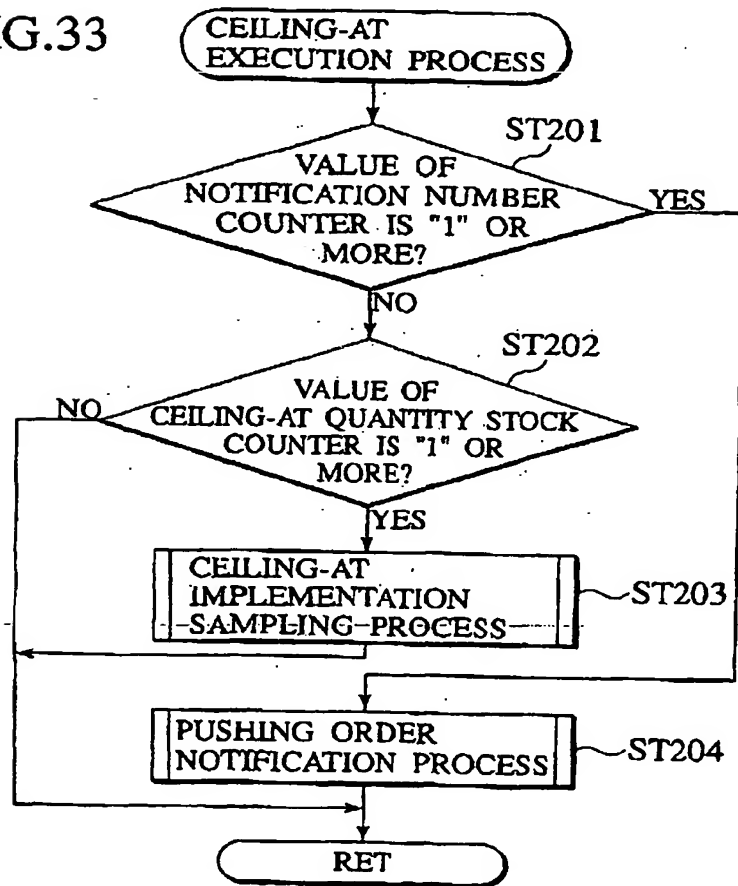 G.33
CEILING-AT
EXECUTION PROCESS
ST201
VALUE OF
NOTIFICATION NUMBER
COUNTER IS "1" OR
MORE?
YES
NO
ST202
VALUE OF
CEILING-AT QUANTITY STOCK
COUNTER IS "1" OR
MORE?
NO
YES
CEILING-AT
IMPLEMENTATION
SAMPLING PROCESS
ST203
PUSHING ORDER
NOTIFICATION PROCESS
ST204
RET